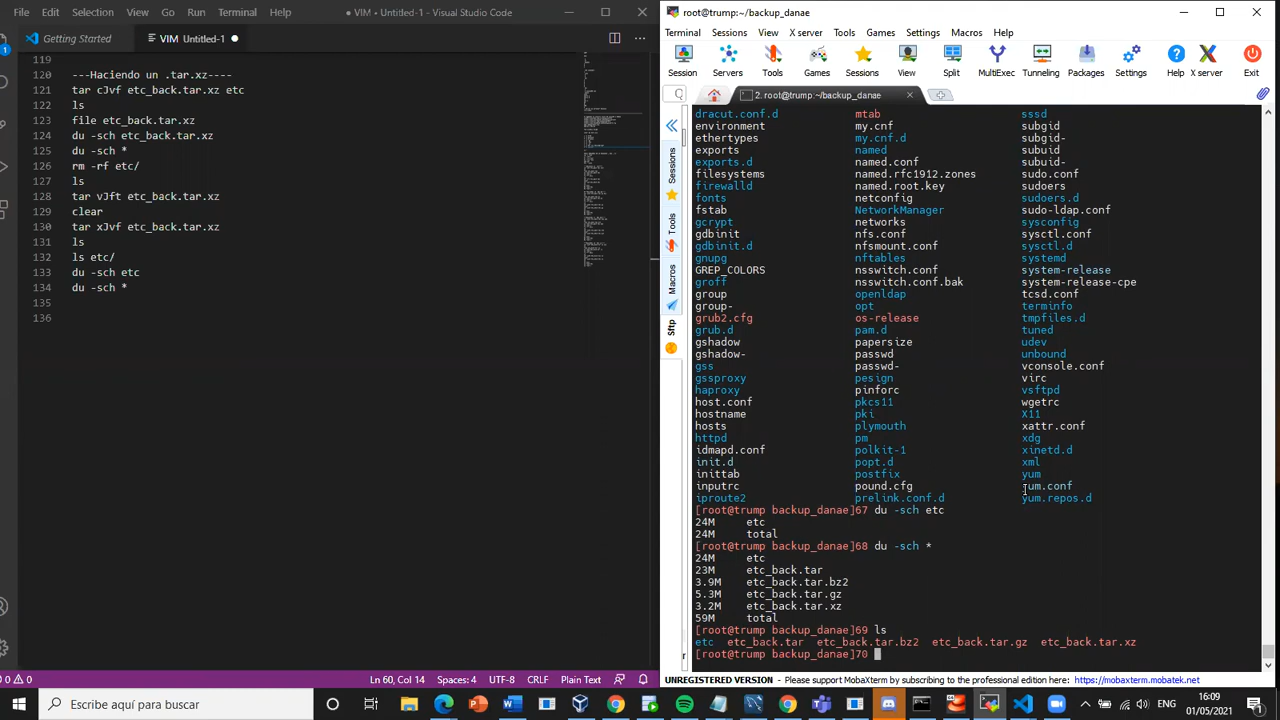 File Edit Selection View Go Run Terminal Help
● VIM • Untitled-1 - Visual Studio Code
Getting Started
VIM Untitled-1 ●
120 -- Haciendo un .tar.xz----
121 tar cvJf etc_back.tar.xz etc
122 ls
123 file etc_back.tar.xz
124 du -sch etc_back.tar.xz
125 du -sch *
126 rm -rf etc/
127 ls
128 tar vJtf etc_back.tar.xz
129 clear
130 tar xvJf etc_back.tar.xz
131 ls
132 ls etc/
133 du -sch etc
134 du -sch *
135
136
0 △ 0
Ln 60, Col 1
Spaces: 4
UTF-8
CRLF
Plain Text
root@trump:~/backup_danae
Terminal Sessions View X server Tools Games Settings Macros Help
Session Servers Tools Games Sessions View Split MultiExec Tunneling Packages Settings Help X server Exit
2. root@trump:~/backup_danae
Sessions
Tools
Macros
Sftp
dracut.conf.d mtab sssd
environment my.cnf subgid
ethertypes my.cnf.d subgid-
exports named subuid
exports.d named.conf subuid-
filesystems named.rfc1912.zones sudo.conf
firewalld named.root.key sudoers
fonts netconfig sudoers.d
fstab NetworkManager sudo-ldap.conf
gcrypt networks sysconfig
gdbinit nfs.conf sysctl.conf
gdbinit.d nfsmount.conf sysctl.d
gnupg nftables systemd
GREP_COLORS nsswitch.conf system-release
groff nsswitch.conf.bak system-release-cpe
group openldap tcsd.conf
group- opt terminfo
grub2.cfg os-release tmpfiles.d
grub.d pam.d tuned
gshadow papersize udev
gshadow- passwd unbound
gss passwd- vconsole.conf
gssproxy pesign virc
haproxy pinforc vsftpd
host.conf pkcs11 wgetrc
hostname pki X11
hosts plymouth xattr.conf
httpd pm xdg
idmapd.conf polkit-1 xinetd.d
init.d popt.d xml
inittab postfix yum
inputrc pound.cfg yum.conf
iproute2 prelink.conf.d yum.repos.d
[root@trump backup_danae]67 du -sch etc
24M etc
24M total
[root@trump backup_danae]68 du -sch *
24M etc
23M etc_back.tar
3.9M etc_back.tar.bz2
5.3M etc_back.tar.gz
3.2M etc_back.tar.xz
59M total
[root@trump backup_danae]69 ls
etc etc_back.tar etc_back.tar.bz2 etc_back.tar.gz etc_back.tar.xz
[root@trump backup_danae]70
UNREGISTERED VERSION - Please support MobaXterm by subscribing to the professional edition here: https://mobaxterm.mobatek.net
Escribe aquí para buscar
ENG
16:09
01/05/2021